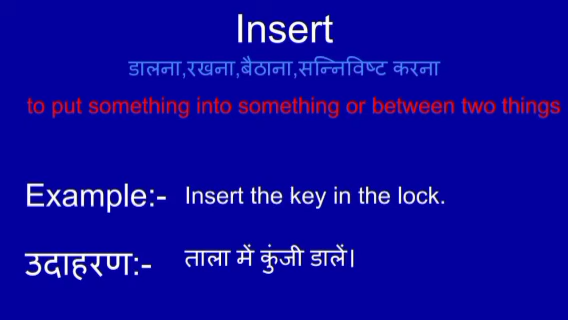 Insert
डालना,रखना,बैठाना,सन्निविष्ट करना
to put something into something or between two things
Example:- Insert the key in the lock.
उदाहरण:- ताला में कुंजी डालें।